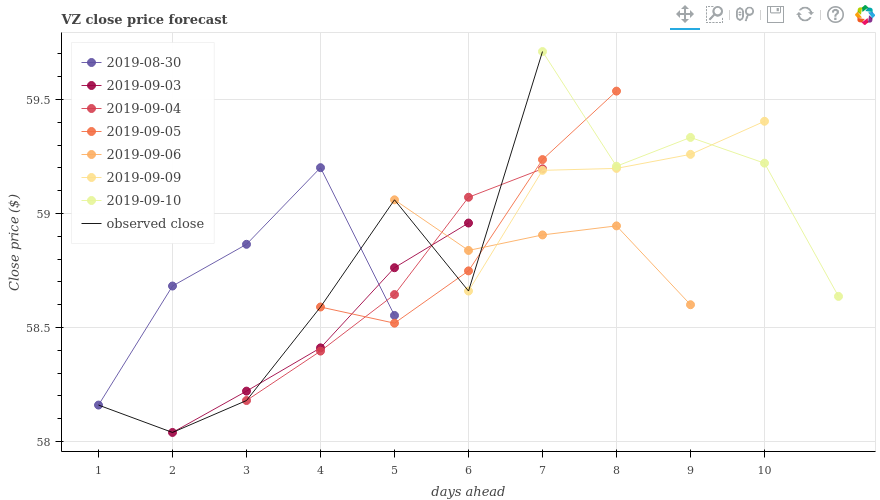 VZ close price forecast
2019-08-30
2019-09-03
2019-09-04
2019-09-05
2019-09-06
2019-09-09
2019-09-10
observed close
Close price ($)
59.5
59
58.5
58
1 2 3 4 5 6 7 8 9 10
days ahead